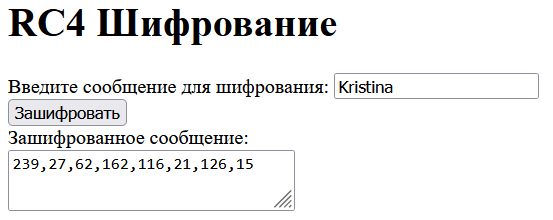 RC4 Шифрование
Введите сообщение для шифрования: Kristina
Зашифровать
Зашифрованное сообщение:
239,27,62,162,116,21,126,15